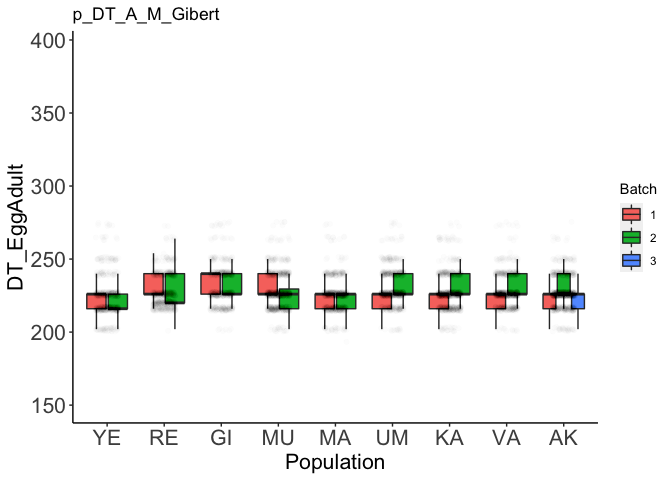 p_DT_A_M_Gibert
400
350
300
250
200
150
DT_EggAdult
YE RE GI MU MA UM KA VA AK
Population
Batch
1
2
3